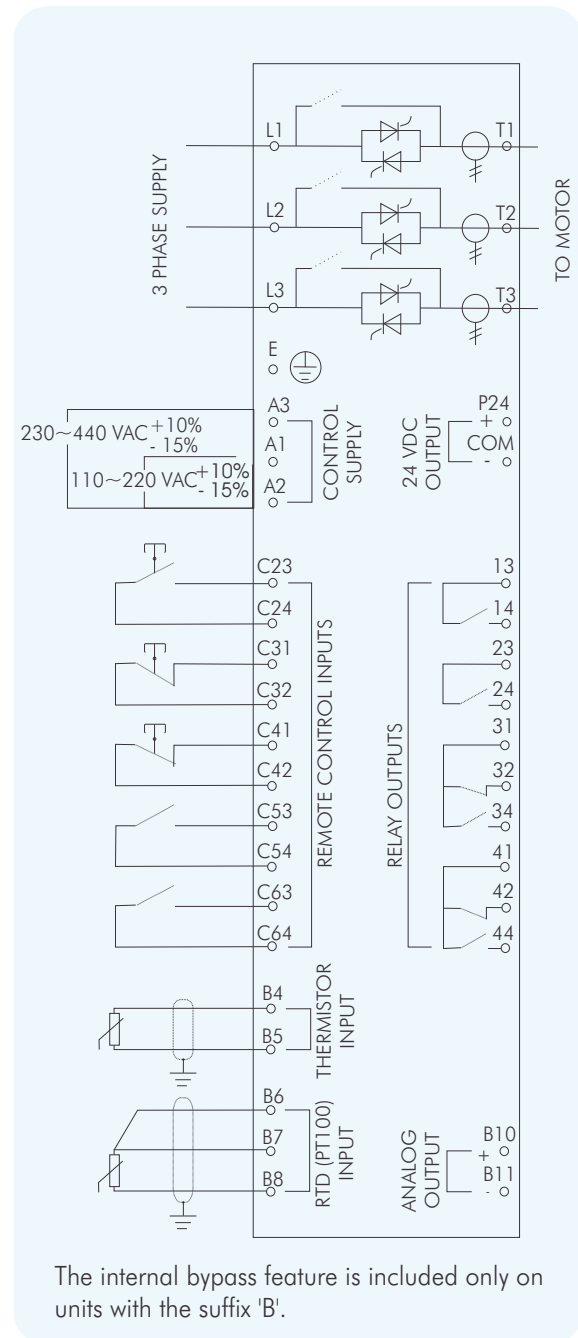 L1
T1
L2
T2
L3
T3
3 PHASE SUPPLY
TO MOTOR
E
A3
A1
A2
230~440 VAC +10%
- 15%
110~220 VAC +10%
- 15%
CONTROL
SUPPLY
24 VDC
OUTPUT
P24
+
COM
-
C23
C24
C31
C32
C41
C42
C53
C54
C63
C64
REMOTE CONTROL INPUTS
RELAY OUTPUTS
13
14
23
24
31
32
34
41
42
44
B4
B5
THERMISTOR
INPUT
B6
B7
B8
RTD (PT100)
INPUT
ANALOG
OUTPUT
B10
+
B11
-
The internal bypass feature is included only on
units with the suffix 'B'.